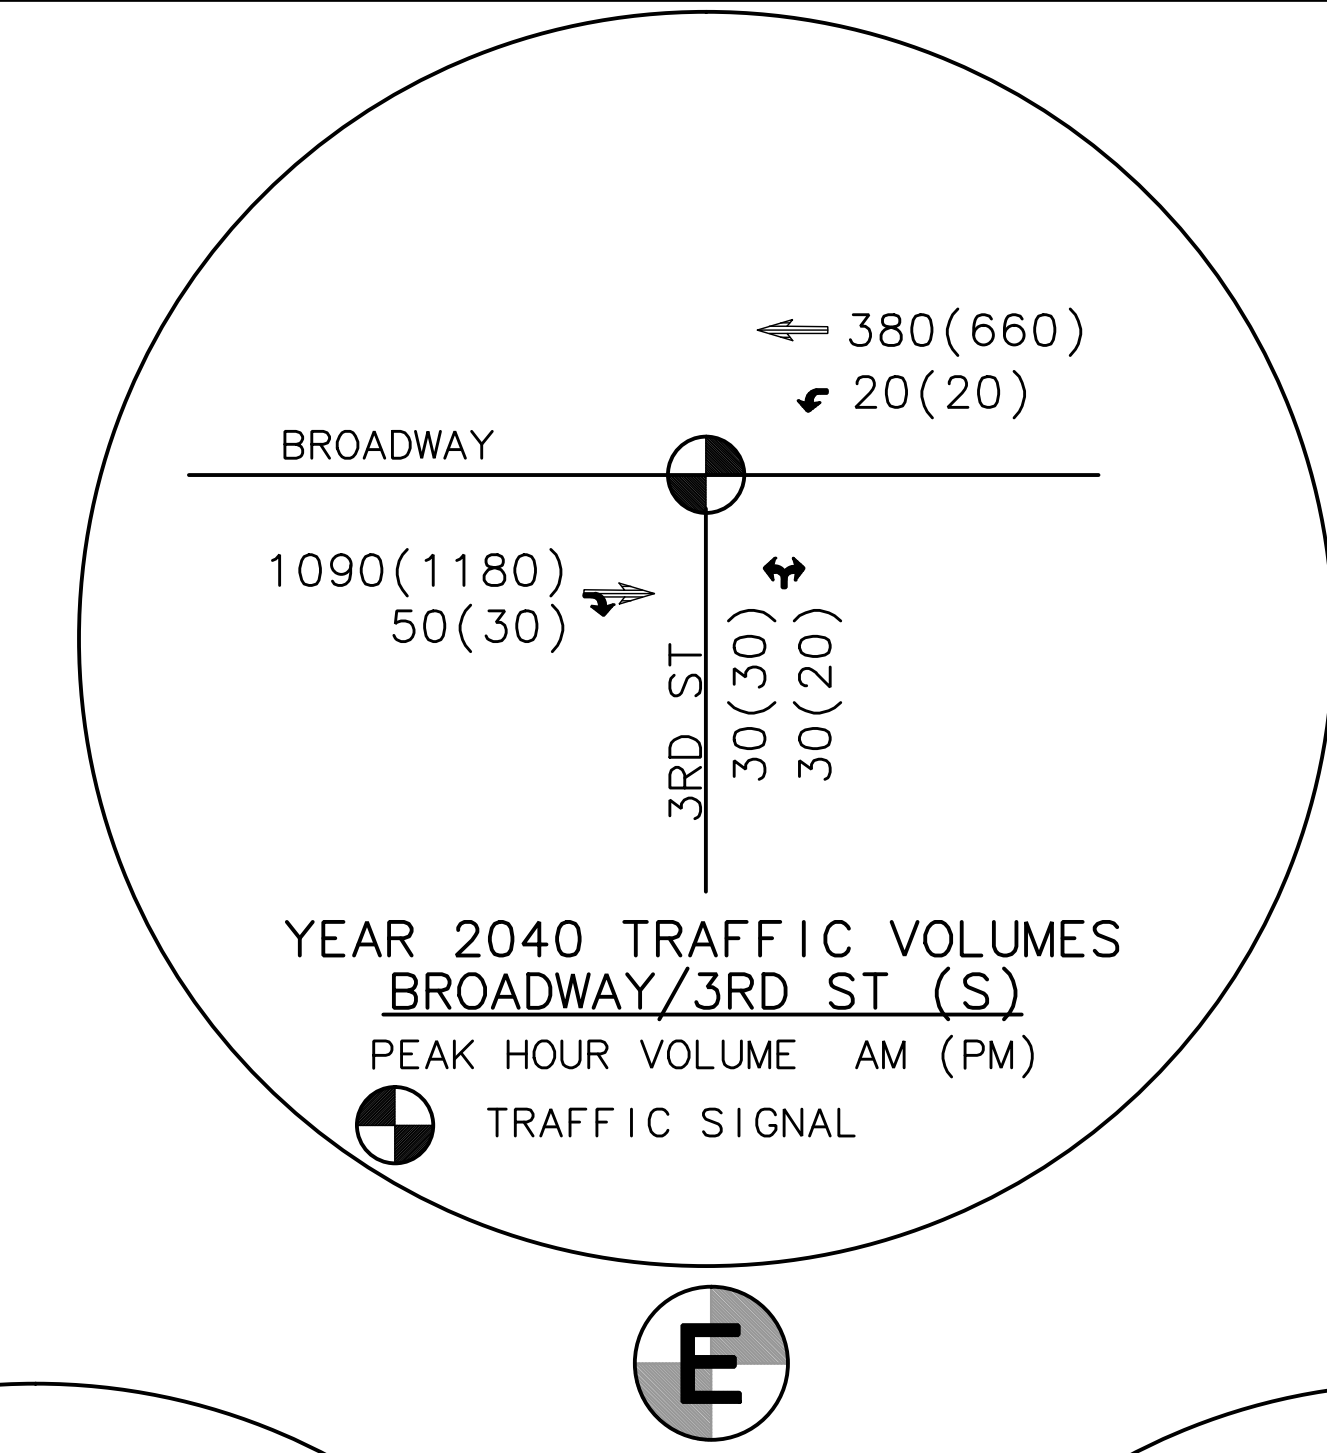 380(660)
20(20)
BROADWAY
1090(1180)
50(30)
3RD ST
30(30)
30(20)
YEAR 2040 TRAFFIC VOLUMES
BROADWAY/3RD ST (S)
PEAK HOUR VOLUME AM (PM)
TRAFFIC SIGNAL
E